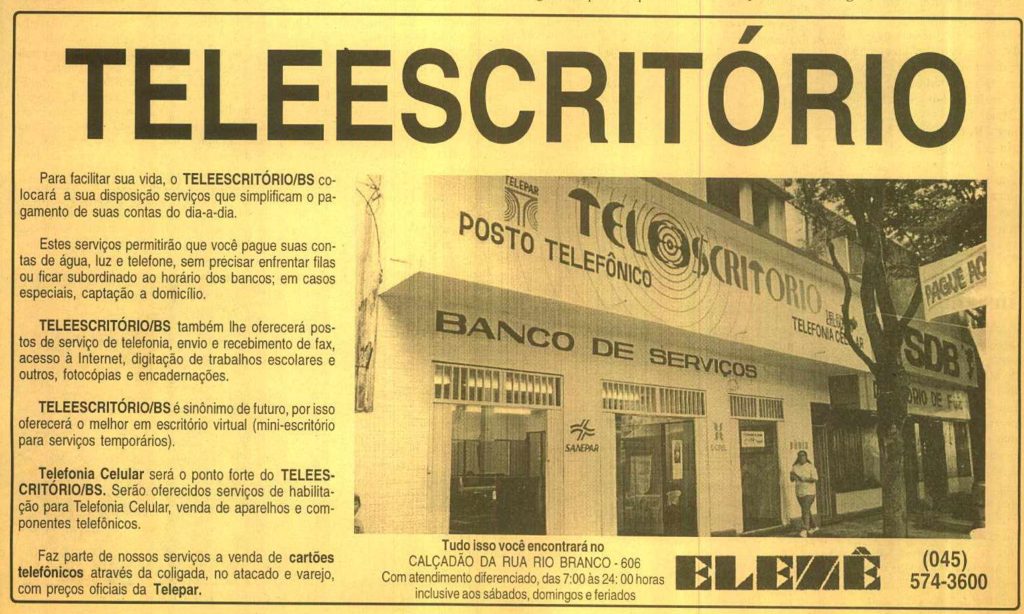 TELEESCRITÓRIO
Para facilitar sua vida, o TELEESCRITÓRIO/BS co-
locará a sua disposição serviços que simplificam o pa-
gamento de suas contas do dia-a-dia.
Estes serviços permitirão que você pague suas con-
tas de água, luz e telefone, sem precisar enfrentar filas
ou ficar subordinado ao horário dos bancos; em casos
especiais, captação a domicílio.
TELEESCRITÓRIO/BS também lhe oferecerá pos-
tos de serviço de telefonia, envio e recebimento de fax,
acesso à Internet, digitação de trabalhos escolares e
outros, fotocópias e encadernações.
TELEESCRITÓRIO/BS é sinônimo de futuro, por isso
oferecerá o melhor em escritório virtual (mini-escritório
para serviços temporários).
Telefonia Celular será o ponto forte do TELEES-
CRITÓRIO/BS. Serão oferecidos serviços de habilita-
ção para Telefonia Celular, venda de aparelhos e com-
ponentes telefônicos.
Faz parte de nossos serviços a venda de cartões
telefônicos através da coligada, no atacado e varejo,
com preços oficiais da Telepar.
TELEPAR
POSTO TELEFÔNICO
TELESCRITORIO
TELEFONIA CELULAR
BANCO DE SERVIÇOS
SANEPAR
PAGUE AQ
SDB
Tudo isso você encontrará no
CALÇADÃO DA RUA RIO BRANCO - 606
Com atendimento diferenciado, das 7:00 às 24: 00 horas
inclusive aos sábados, domingos e feriados
ELEZÊ
(045)
574-3600